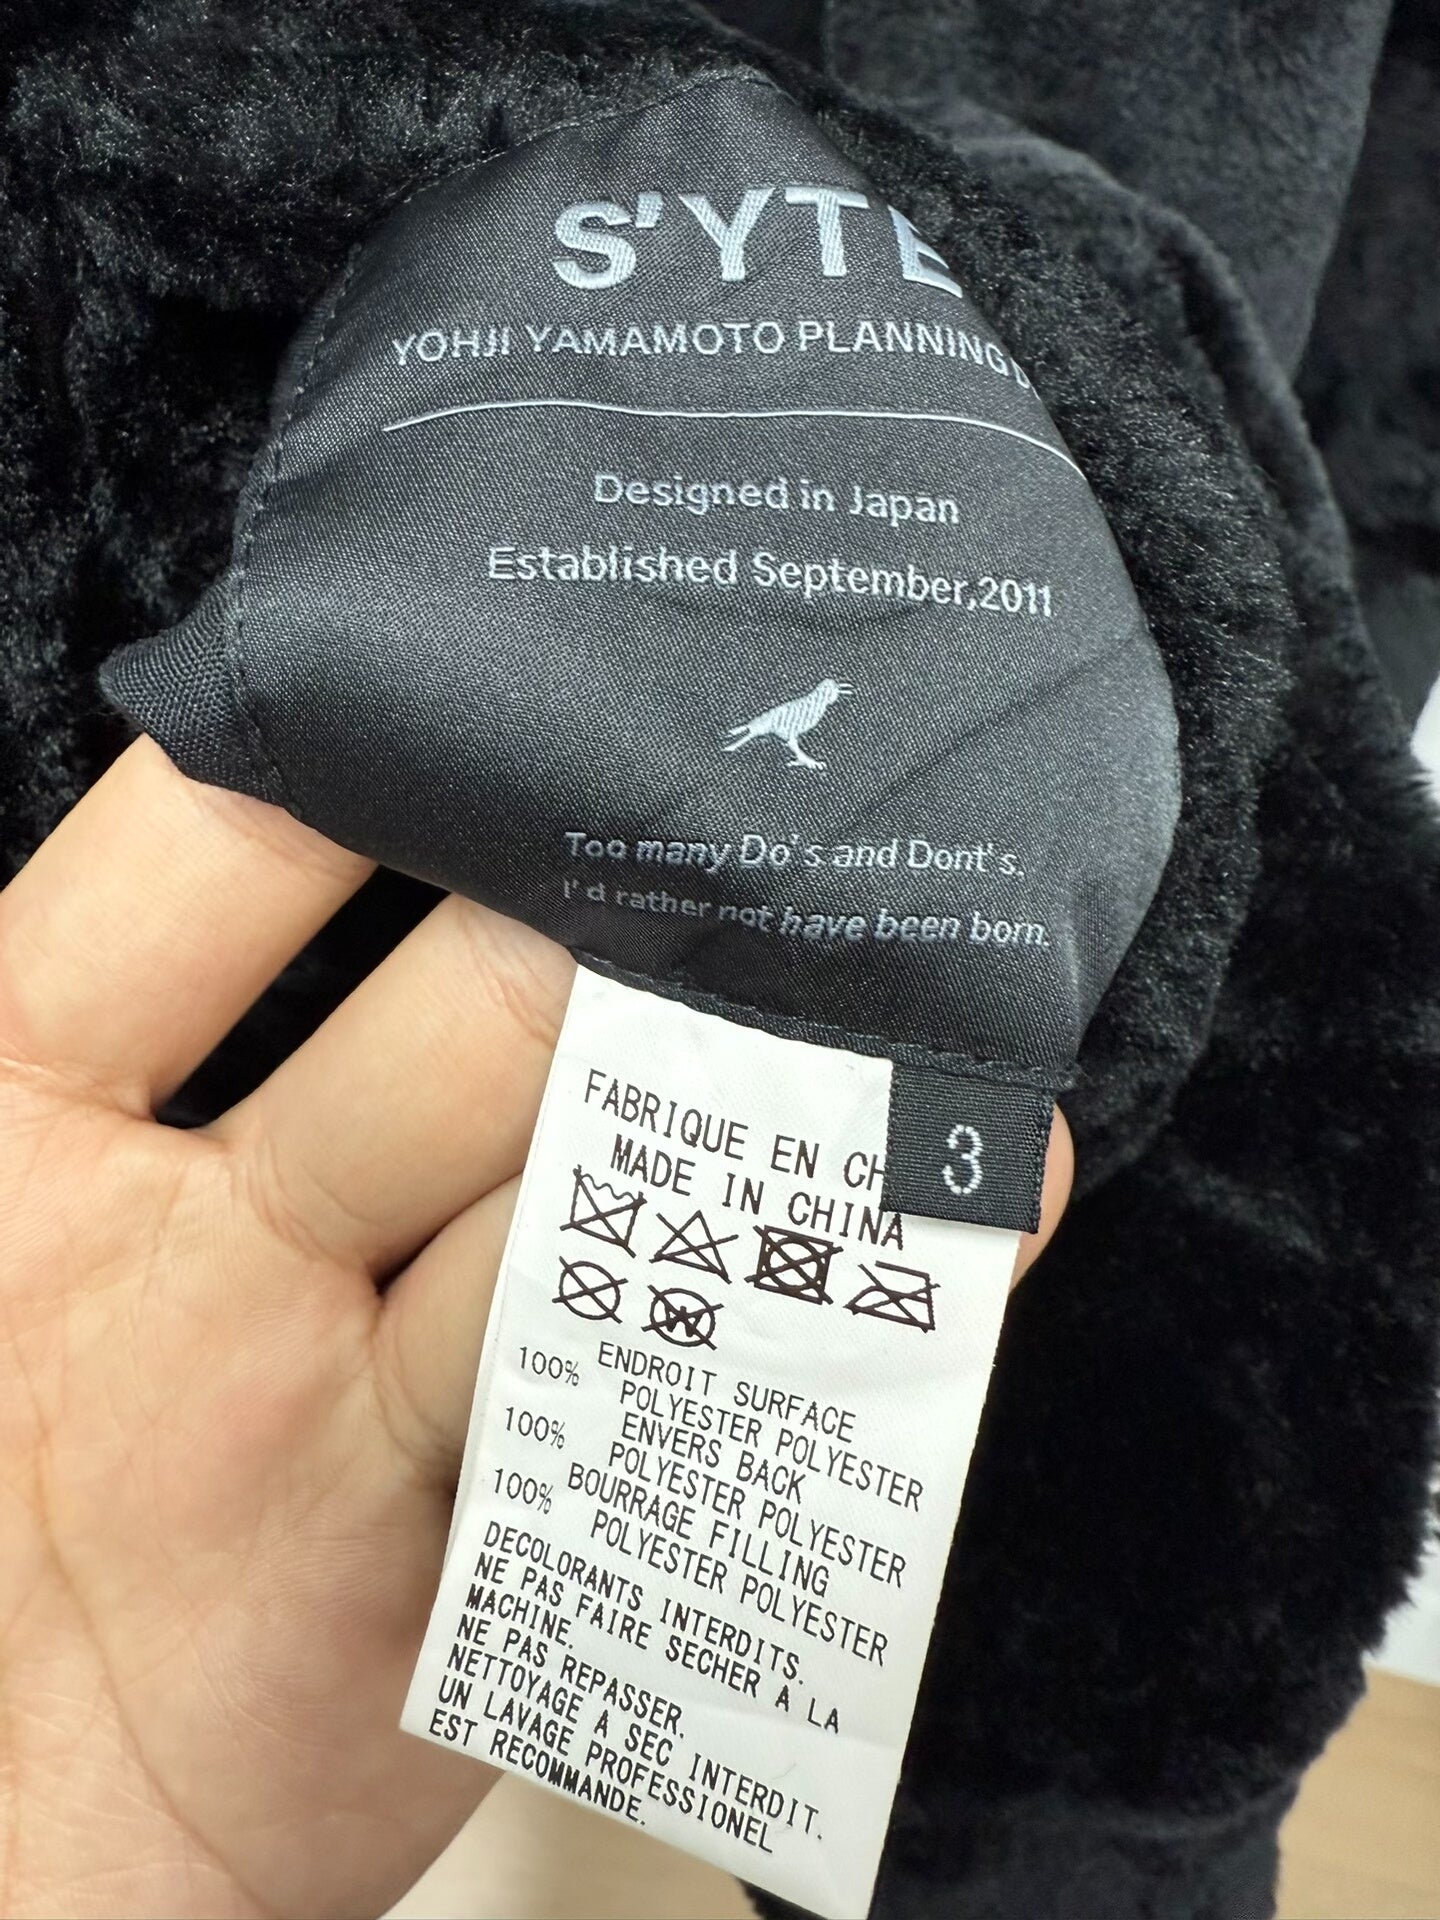 S'YTE
YOHJI YAMAMOTO PLANNING
Designed in Japan
Established September,2011
Too many Do's and Dont's.
I'd rather not have been born.
3
FABRIQUE EN CH
MADE IN CHINA
W
ENDROIT SURFACE
100% POLYESTER POLYESTER
ENVERS BACK
100% POLYESTER POLYESTER
BOURRAGE FILLING
100% POLYESTER POLYESTER
DECOLORANTS INTERDITS.
NE PAS FAIRE SECHER A LA
MACHINE.
NE PAS REPASSER.
NETTOYAGE A SEC INTERDIT.
UN LAVAGE PROFESSIONEL
EST RECOMMANDE.